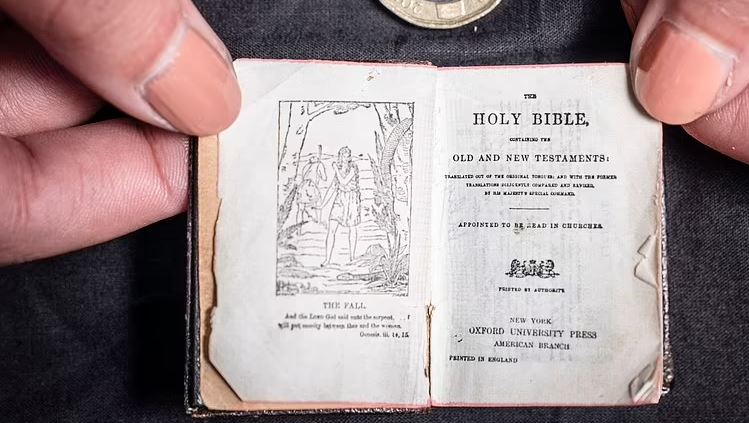 THE FALL.
And the LORD God said unto the serpent, . . . I
will put enmity between thee and the woman.
Genesis. iii. 14, 15.
THE
HOLY BIBLE,
CONTAINING THE
OLD AND NEW TESTAMENTS:
TRANSLATED OUT OF THE ORIGINAL TONGUES: AND WITH THE FORMER
TRANSLATIONS DILIGENTLY COMPARED AND REVISED,
BY HIS MAJESTY'S SPECIAL COMMAND.
APPOINTED TO BE READ IN CHURCHES.
PRINTED BY AUTHORITY
NEW YORK
OXFORD UNIVERSITY PRESS
AMERICAN BRANCH
PRINTED IN ENGLAND